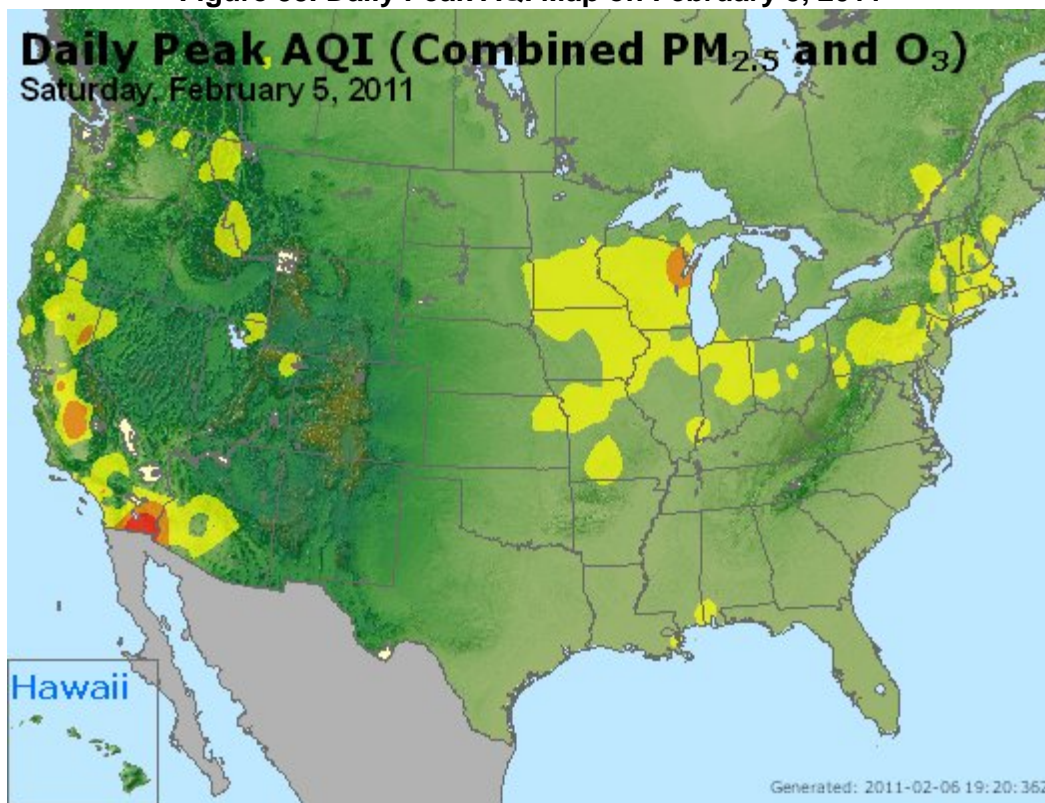 Daily Peak AQI (Combined PM2.5 and O3)
Saturday, February 5, 2011
Hawaii
Generated: 2011-02-06 19:20:36Z